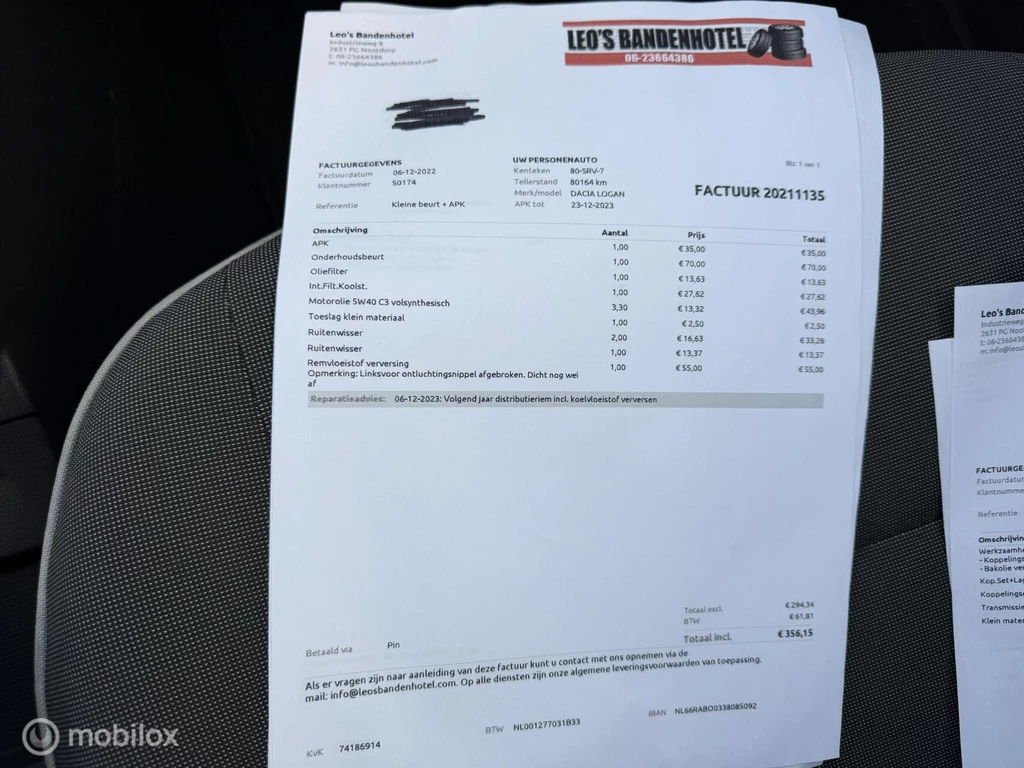 Leo's Bandenhotel
Industrieweg 8
2631 PG Nootdorp
t: 06-23664386
m: info@leosbandenhotel.com
LEO'S BANDENHOTEL
06-23664386
FACTUURGEGEVENS
Factuurdatum 06-12-2022
Klantnummer 50174
Referentie Kleine beurt + APK
UW PERSONENAUTO
Kenteken 80-SRV-7
Tellerstand 80164 km
Merk/model DACIA LOGAN
APK tot 23-12-2023
Blz: 1 van 1
FACTUUR 20211135
Omschrijving Aantal Prijs Totaal
APK 1,00 € 35,00 € 35,00
Onderhoudsbeurt 1,00 € 70,00 € 70,00
Oliefilter 1,00 € 13,63 € 13,63
Int.Filt.Koolst. 1,00 € 27,62 € 27,62
Motorolie 5W40 C3 volsynthesisch 3,30 € 13,32 € 43,96
Toeslag klein materiaal 1,00 € 2,50 € 2,50
Ruitenwisser 2,00 € 16,63 € 33,26
Ruitenwisser 1,00 € 13,37 € 13,37
Remvloeistof verversing 1,00 € 55,00 € 55,00
Opmerking: Linksvoor ontluchtingsnippel afgebroken. Dicht nog wel
af
Reparatieadvies: 06-12-2023: Volgend jaar distributieriem incl. koelvloeistof verversen
Totaal excl. € 294,34
BTW € 61,81
Totaal incl. € 356,15
Betaald via Pin
Als er vragen zijn naar aanleiding van deze factuur kunt u contact met ons opnemen via de
mail: info@leosbandenhotel.com. Op alle diensten zijn onze algemene leveringsvoorwaarden van toepassing.
KvK 74186914
BTW NL001277031B33
IBAN NL66RABO0338085092
Leo's Band
Industrieweg
2631 PG Noo
t: 06-2366438
m: info@leos
FACTUURGE
Factuurdatur
Klantnumme
Referentie
Omschrijvin
Werkzaamhe
- Koppeling
- Bakolie ver
Kop.Set+La
Koppelings
Transmissie
Klein mate
mobilox